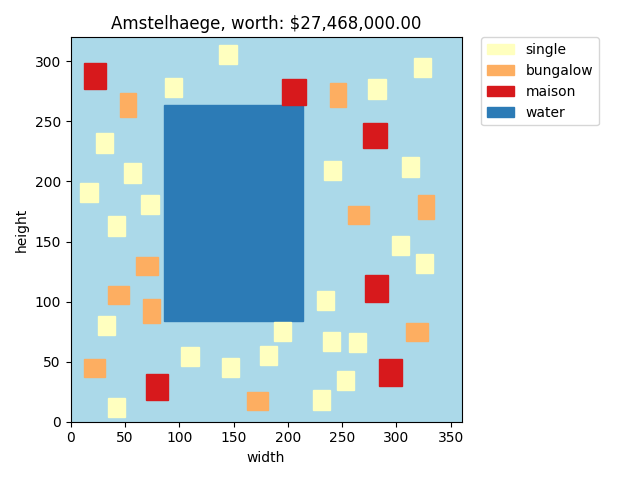 Amstelhaege, worth: $27,468,000.00
single
bungalow
maison
water
height
300
250
200
150
100
50
0
0 50 100 150 200 250 300 350
width